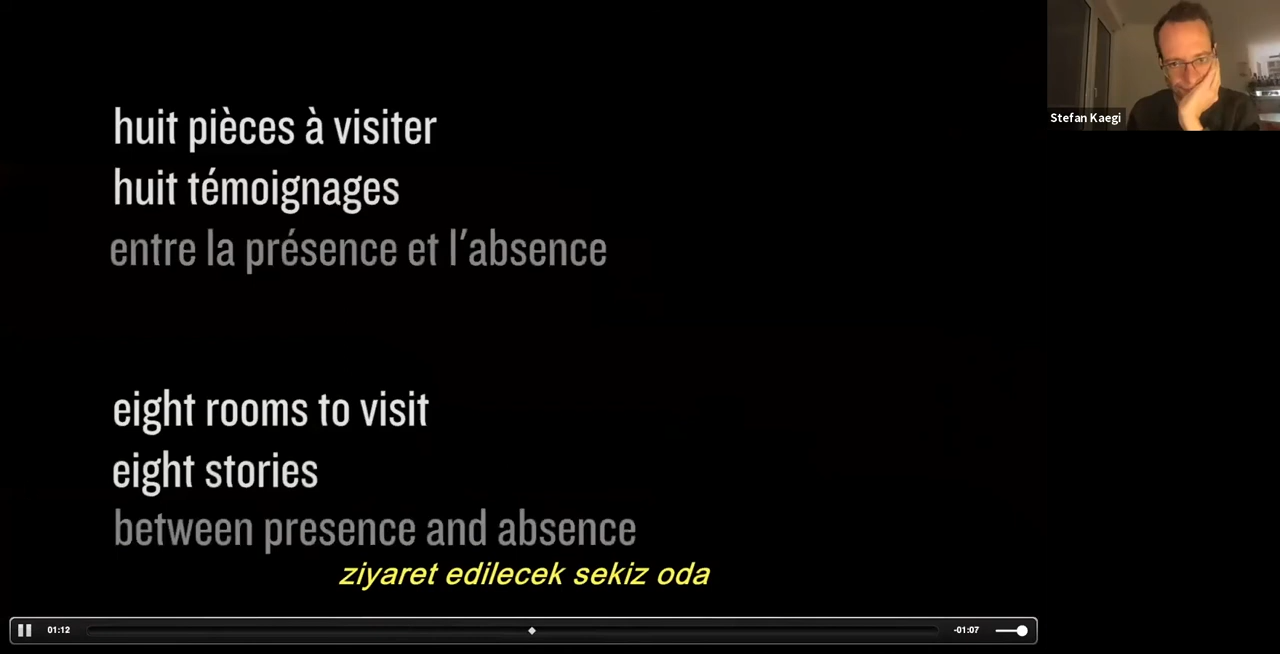 huit pièces à visiter
huit témoignages
entre la présence et l’absence
eight rooms to visit
eight stories
between presence and absence
ziyaret edilecek sekiz oda
01:12
-01:07
Stefan Kaegi